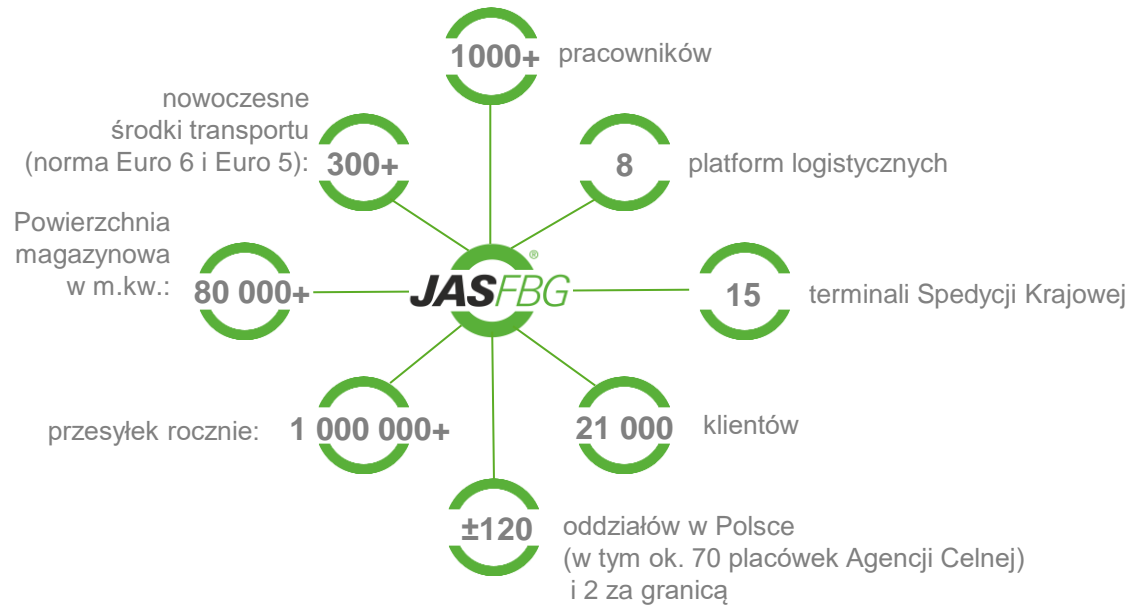 1000+
pracowników
nowoczesne
środki transportu
(norma Euro 6 i Euro 5):
300+
8
platform logistycznych
Powierzchnia
magazynowa
w m.kw.:
80 000+
JASFBG®
15
terminali Spedycji Krajowej
przesyłek rocznie:
1 000 000+
21 000
klientów
±120
oddziałów w Polsce
(w tym ok. 70 placówek Agencji Celnej)
i 2 za granicą